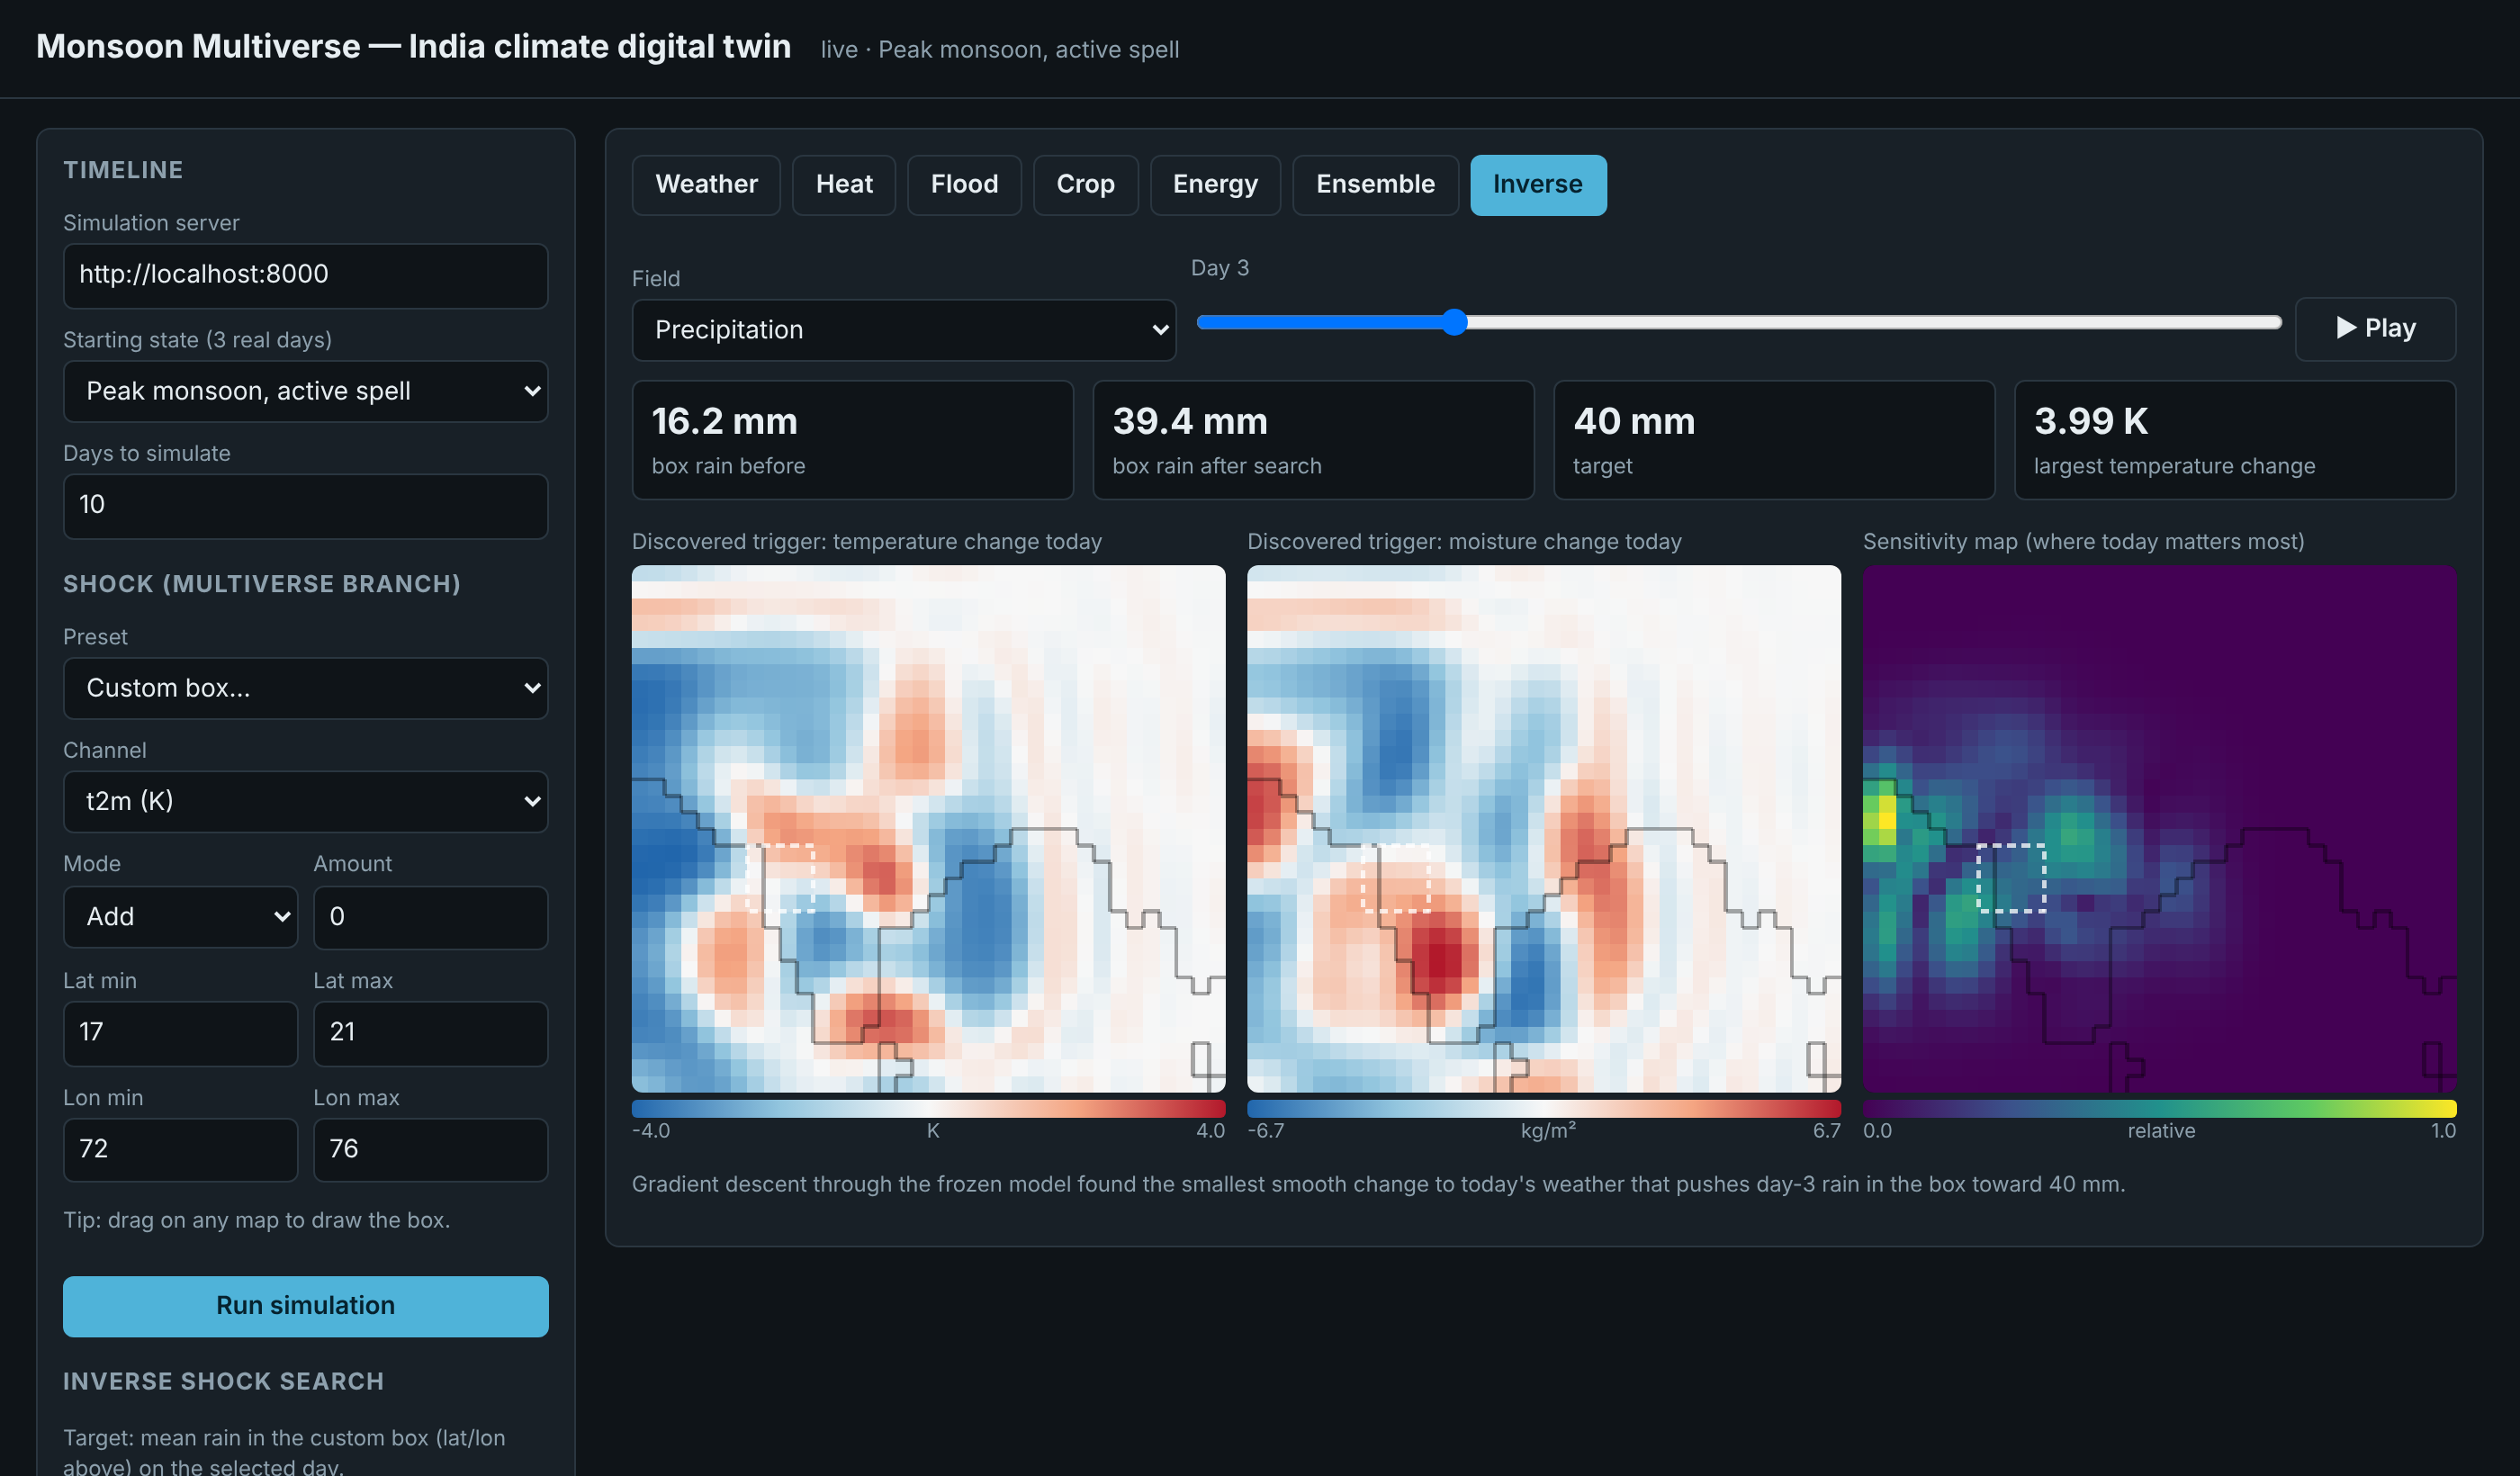 Monsoon Multiverse — India climate digital twin live · Peak monsoon, active spell
TIMELINE
Simulation server
http://localhost:8000
Starting state (3 real days)
Peak monsoon, active spell
Days to simulate
10
SHOCK (MULTIVERSE BRANCH)
Preset
Custom box...
Channel
t2m (K)
Mode Amount
Add 0
Lat min Lat max
17 21
Lon min Lon max
72 76
Tip: drag on any map to draw the box.
Run simulation
INVERSE SHOCK SEARCH
Target: mean rain in the custom box (lat/lon
above) on the selected day.
Weather Heat Flood Crop Energy Ensemble Inverse
Field Day 3
Precipitation ▶ Play
16.2 mm 39.4 mm 40 mm 3.99 K
box rain before box rain after search target largest temperature change
Discovered trigger: temperature change today Discovered trigger: moisture change today Sensitivity map (where today matters most)
-4.0 K 4.0 -6.7 kg/m² 6.7 0.0 relative 1.0
Gradient descent through the frozen model found the smallest smooth change to today's weather that pushes day-3 rain in the box toward 40 mm.